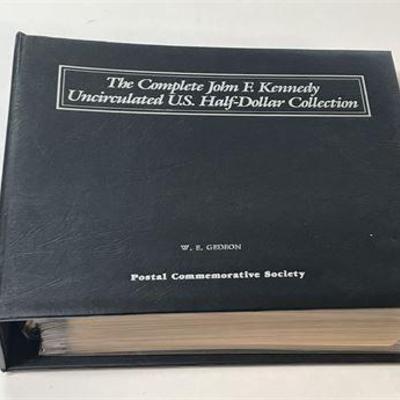 The Complete John F. Kennedy
Uncirculated U.S. Half-Dollar Collection
W. E. GEDEON
Postal Commemorative Society